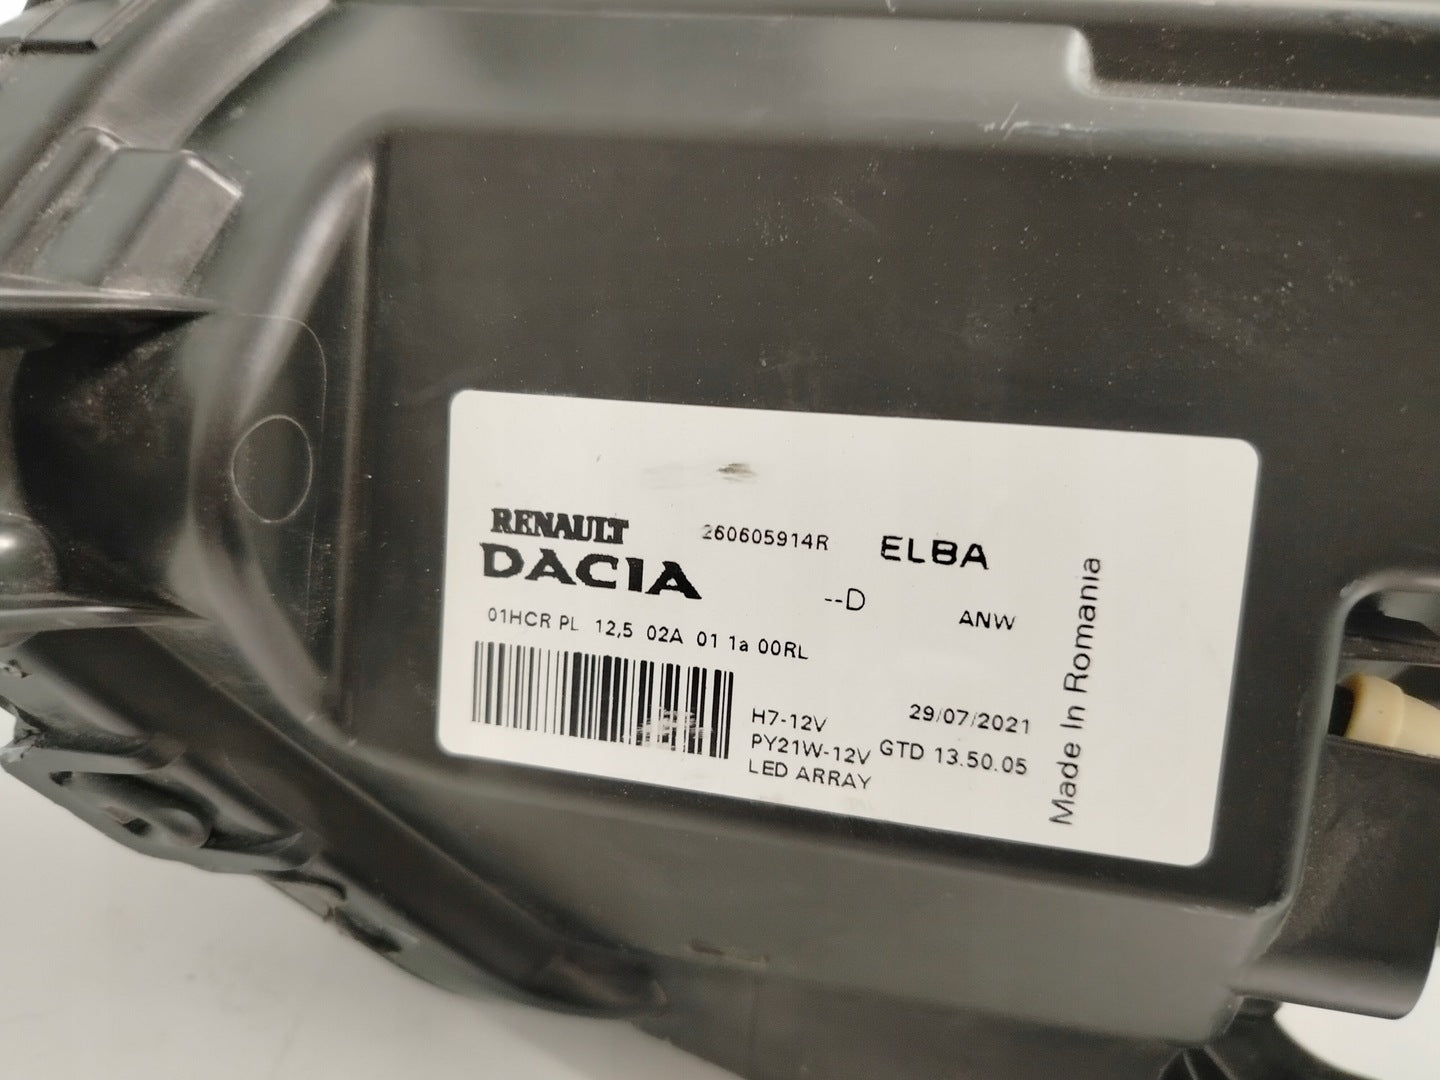 RENAULT
DACIA
260605914R
ELBA
--D
ANW
01HCR PL 12,5 02A 01 1a 00RL
H7-12V
PY21W-12V
LED ARRAY
29/07/2021
GTD 13.50.05
Made In Romania